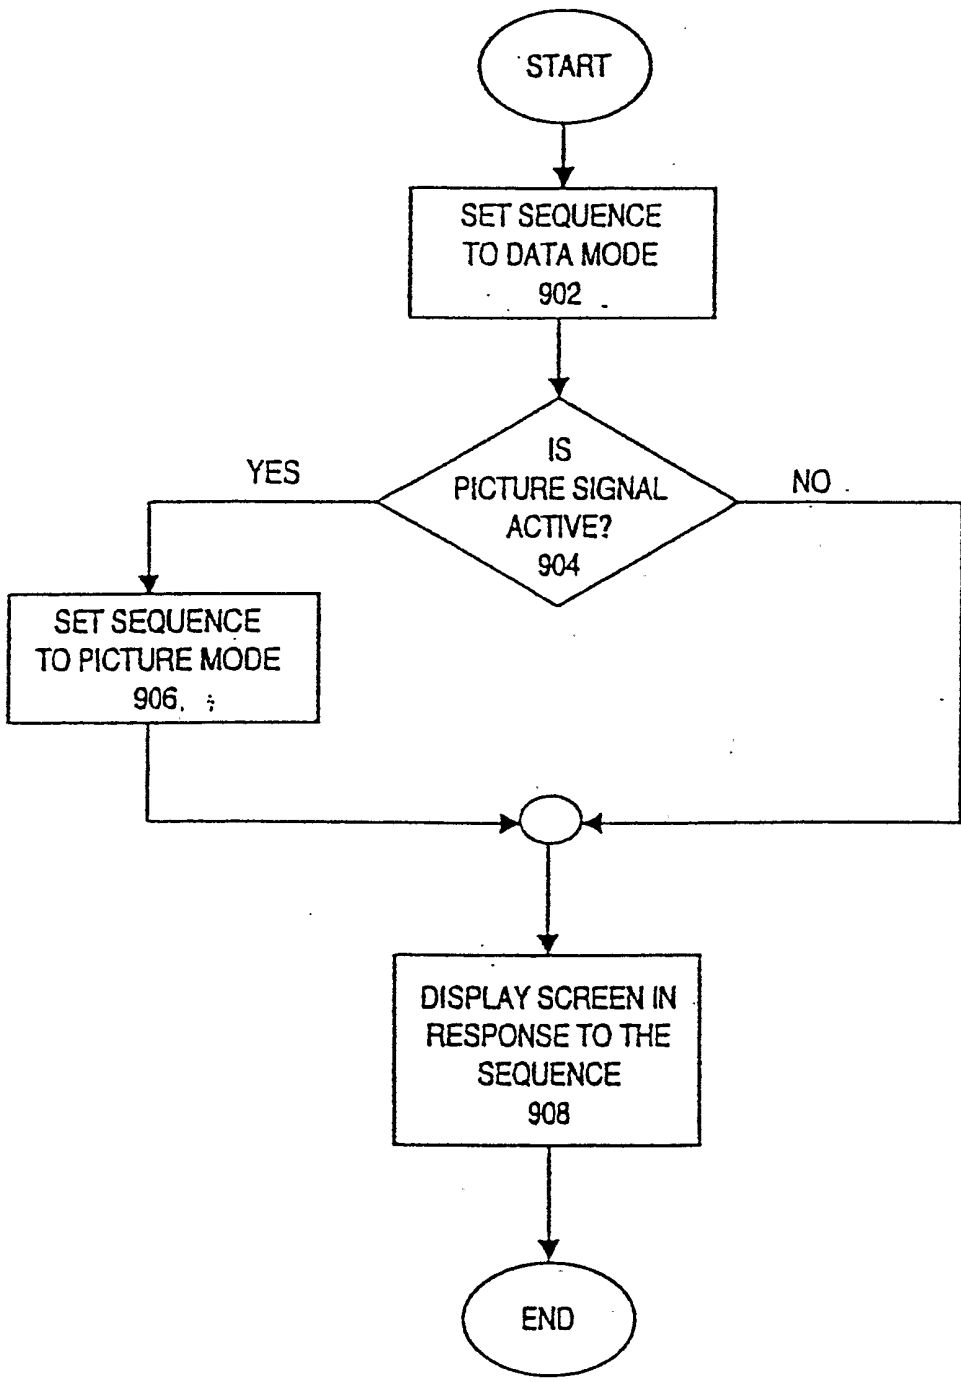 START
SET SEQUENCE
TO DATA MODE
902
IS
PICTURE SIGNAL
ACTIVE?
904
YES
NO
SET SEQUENCE
TO PICTURE MODE
906
DISPLAY SCREEN IN
RESPONSE TO THE
SEQUENCE
908
END